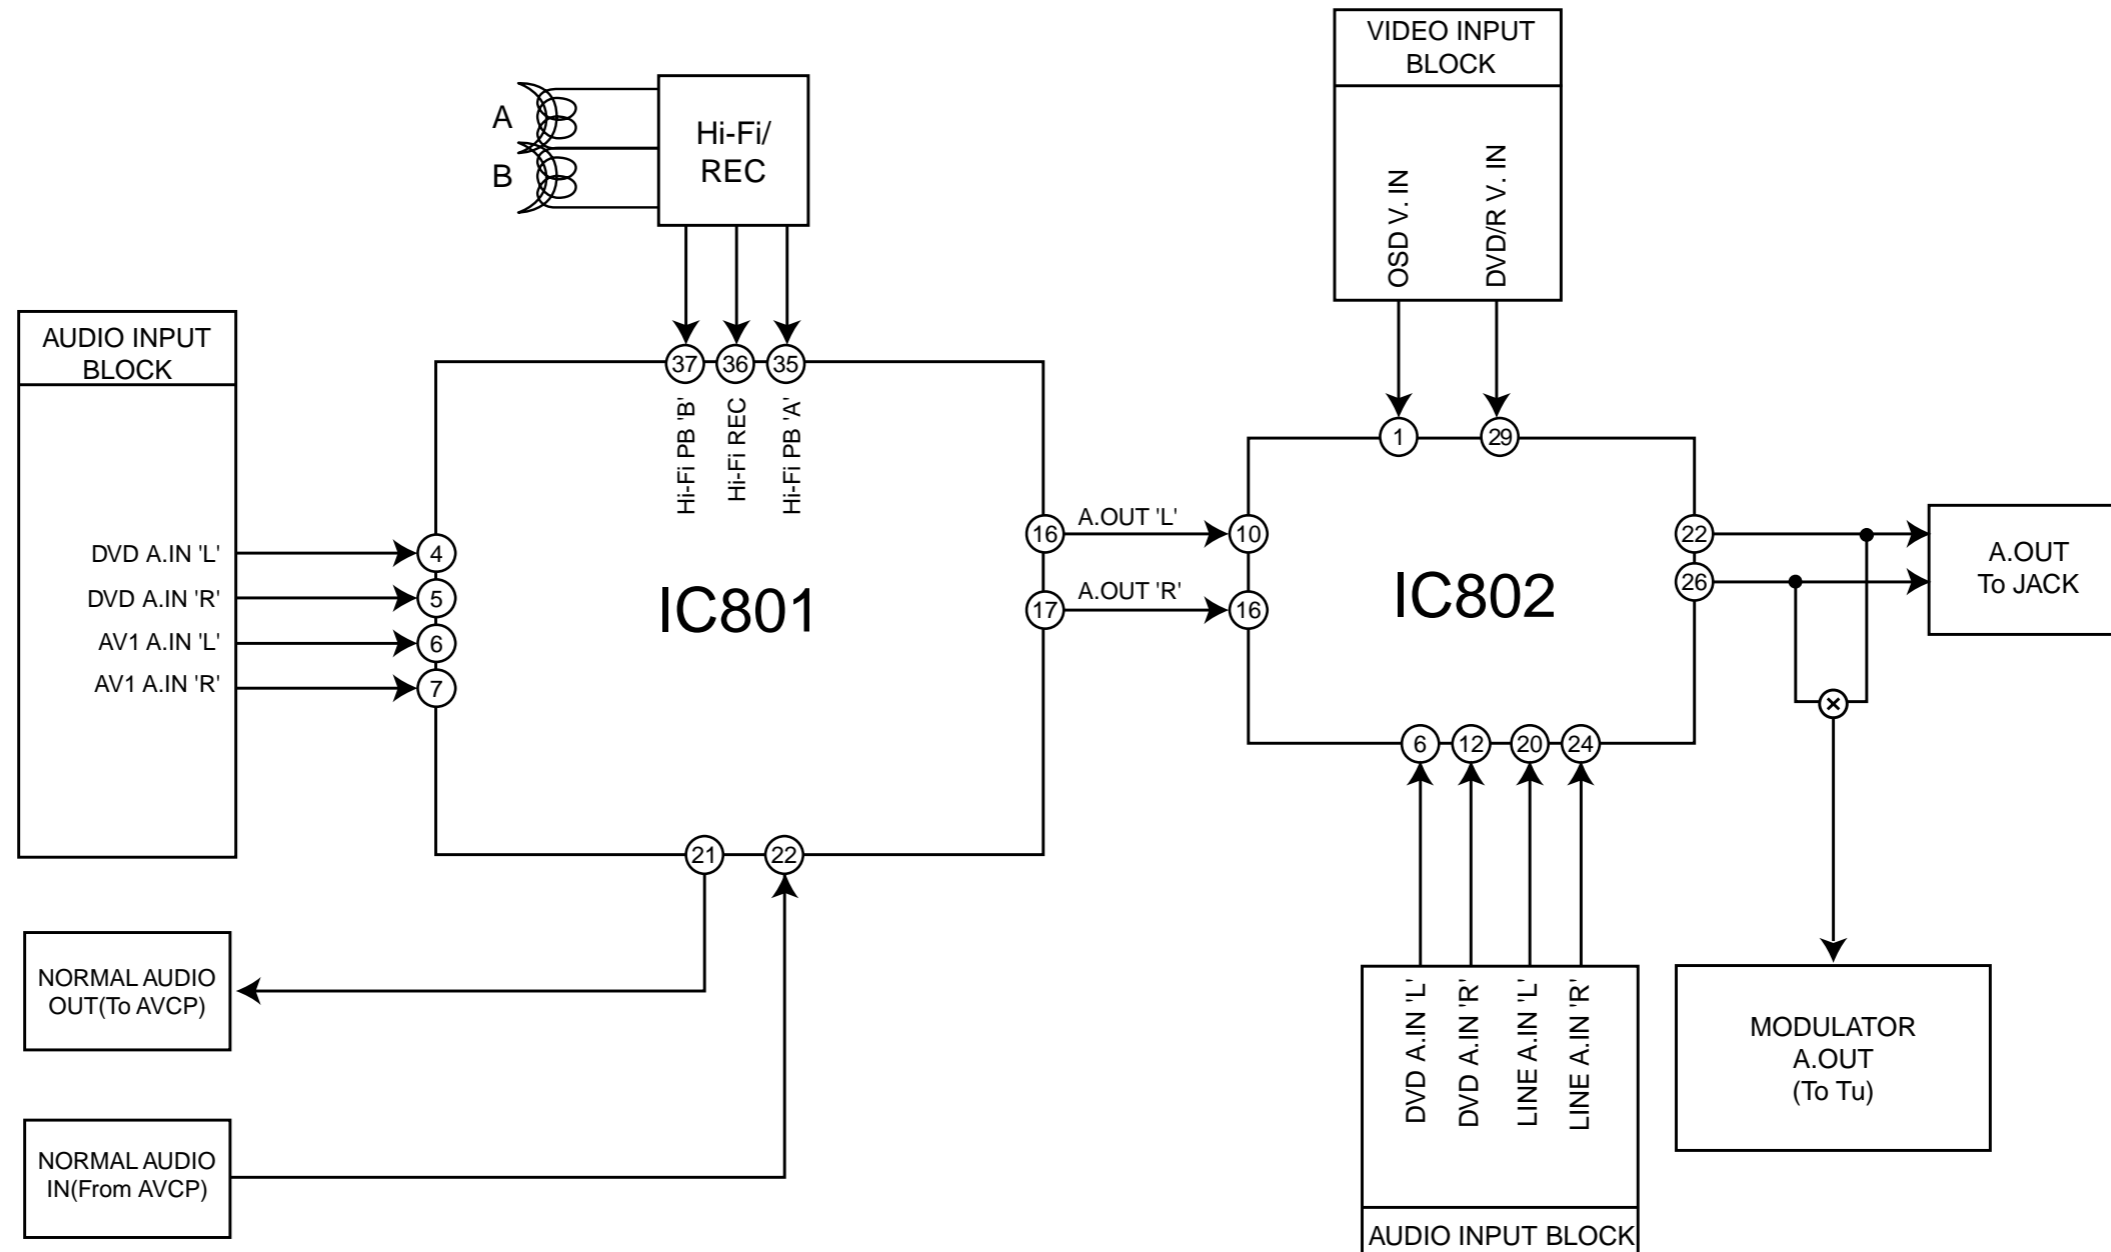 VIDEO INPUT
BLOCK
OSD V. IN
DVD/R V. IN
A
B
Hi-Fi/
REC
AUDIO INPUT
BLOCK
DVD A.IN 'L'
DVD A.IN 'R'
AV1 A.IN 'L'
AV1 A.IN 'R'
37
36
35
Hi-Fi PB 'B'
Hi-Fi REC
Hi-Fi PB 'A'
4
5
6
7
IC801
16
17
21
22
A.OUT 'L'
A.OUT 'R'
1
29
10
16
IC802
22
26
6
12
20
24
A.OUT
To JACK
NORMAL AUDIO
OUT(To AVCP)
NORMAL AUDIO
IN(From AVCP)
DVD A.IN 'L'
DVD A.IN 'R'
LINE A.IN 'L'
LINE A.IN 'R'
AUDIO INPUT BLOCK
MODULATOR
A.OUT
(To Tu)